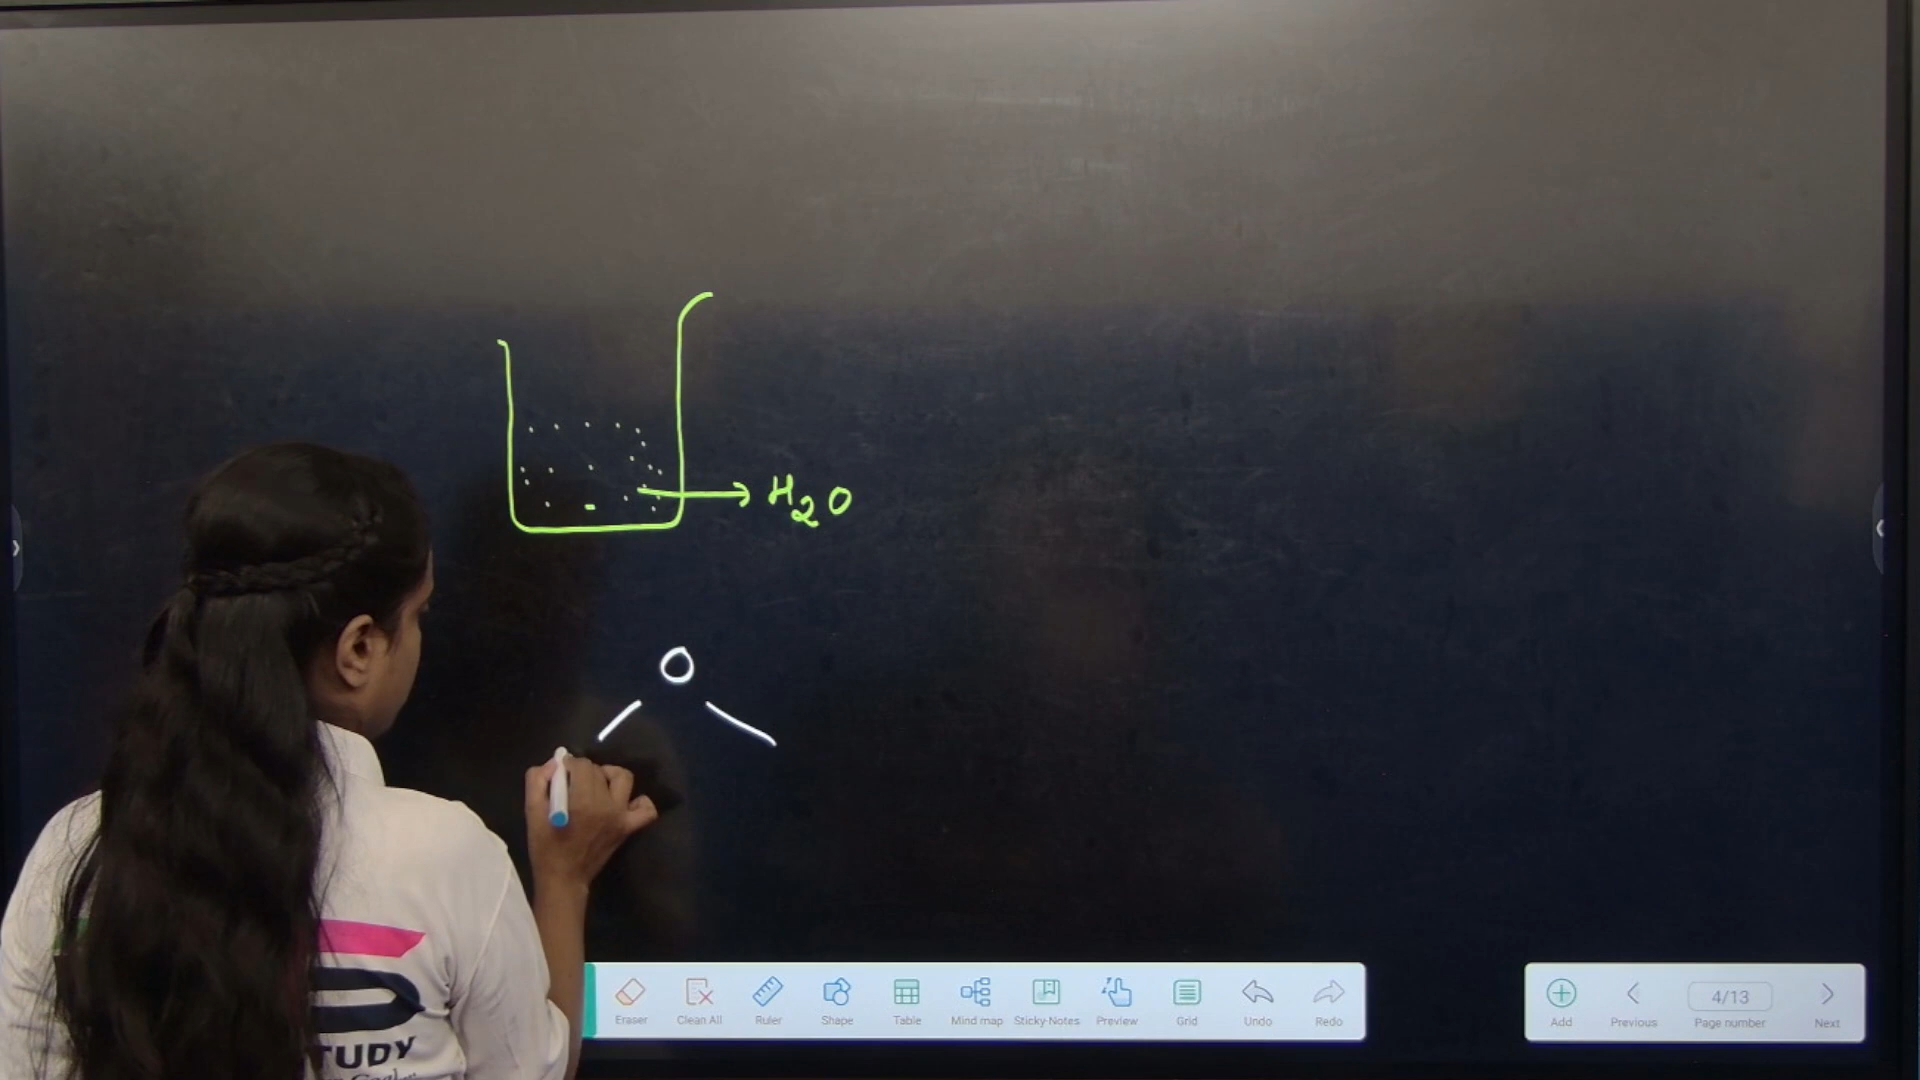 H2O
O
Eraser Clean All Ruler Shape Table Mind map Sticky-Notes Preview Grid Undo Redo
Add Previous 4/13 Page number Next
TUDY